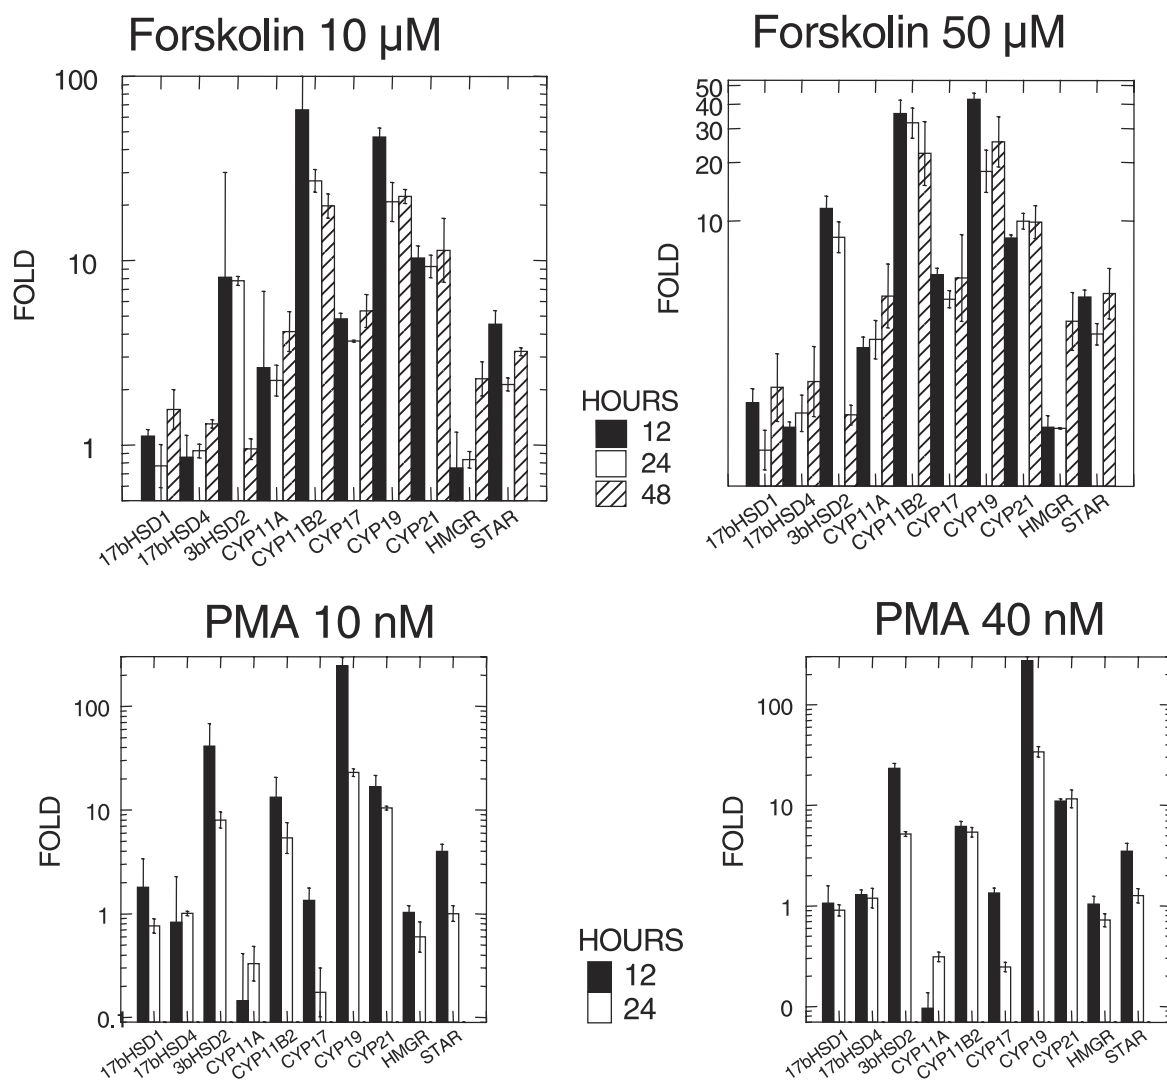 Forskolin 10 µM
100
10
1
FOLD
17bHSD1
17bHSD4
3bHSD2
CYP11A
CYP11B2
CYP17
CYP19
CYP21
HMGR
STAR
Forskolin 50 µM
50
40
30
20
10
FOLD
17bHSD1
17bHSD4
3bHSD2
CYP11A
CYP11B2
CYP17
CYP19
CYP21
HMGR
STAR
HOURS
12
24
48
PMA 10 nM
100
10
1
0.1
FOLD
17bHSD1
17bHSD4
3bHSD2
CYP11A
CYP11B2
CYP17
CYP19
CYP21
HMGR
STAR
HOURS
12
24
PMA 40 nM
100
10
1
0
FOLD
17bHSD1
17bHSD4
3bHSD2
CYP11A
CYP11B2
CYP17
CYP19
CYP21
HMGR
STAR